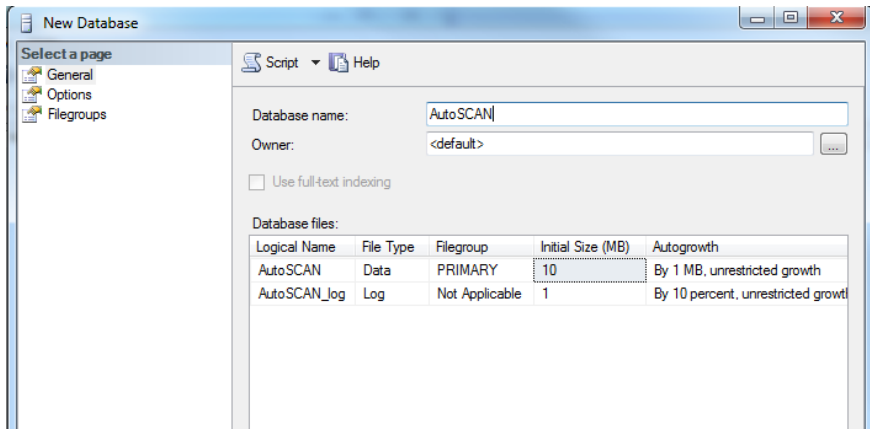 New Database
Select a page
General
Options
Filegroups
Script Help
Database name: AutoSCAN
Owner: <default> ...
Use full-text indexing
Database files:
Logical Name File Type Filegroup Initial Size (MB) Autogrowth
AutoSCAN Data PRIMARY 10 By 1 MB, unrestricted growth
AutoSCAN_log Log Not Applicable 1 By 10 percent, unrestricted growtl